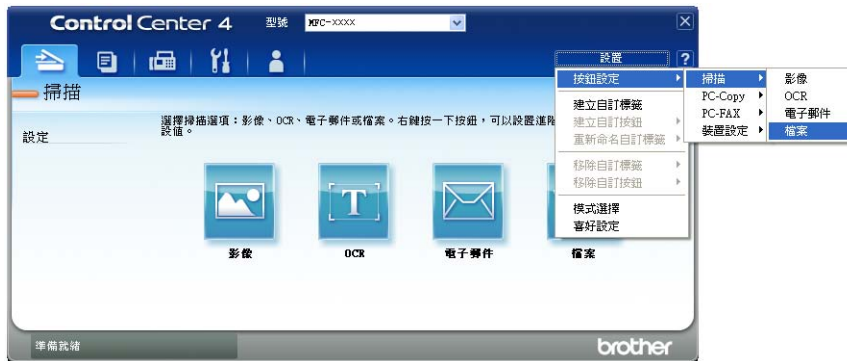 Control Center 4 型號 MFC-XXXX
設置 ?
掃描
設定
選擇掃描選項：影像、OCR、電子郵件或檔案。右鍵按一下按鈕，可以設置進階
設值。
影像 OCR 電子郵件 檔案
按鈕設定
建立自訂標籤
建立自訂按鈕
重新命名自訂標籤
移除自訂標籤
移除自訂按鈕
模式選擇
喜好設定
掃描
PC-Copy
PC-FAX
裝置設定
影像
OCR
電子郵件
檔案
準備就緒 brother